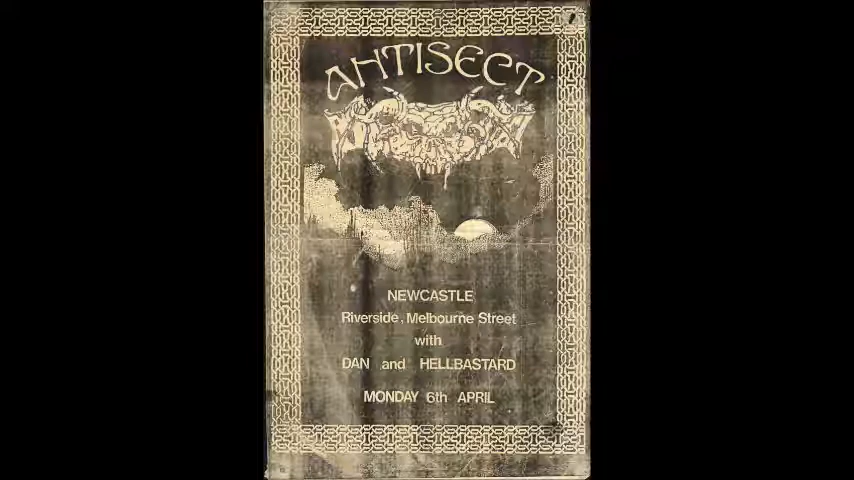 ANTISECT
NEWCASTLE
Riverside, Melbourne Street
with
DAN and HELLBASTARD
MONDAY 6th APRIL